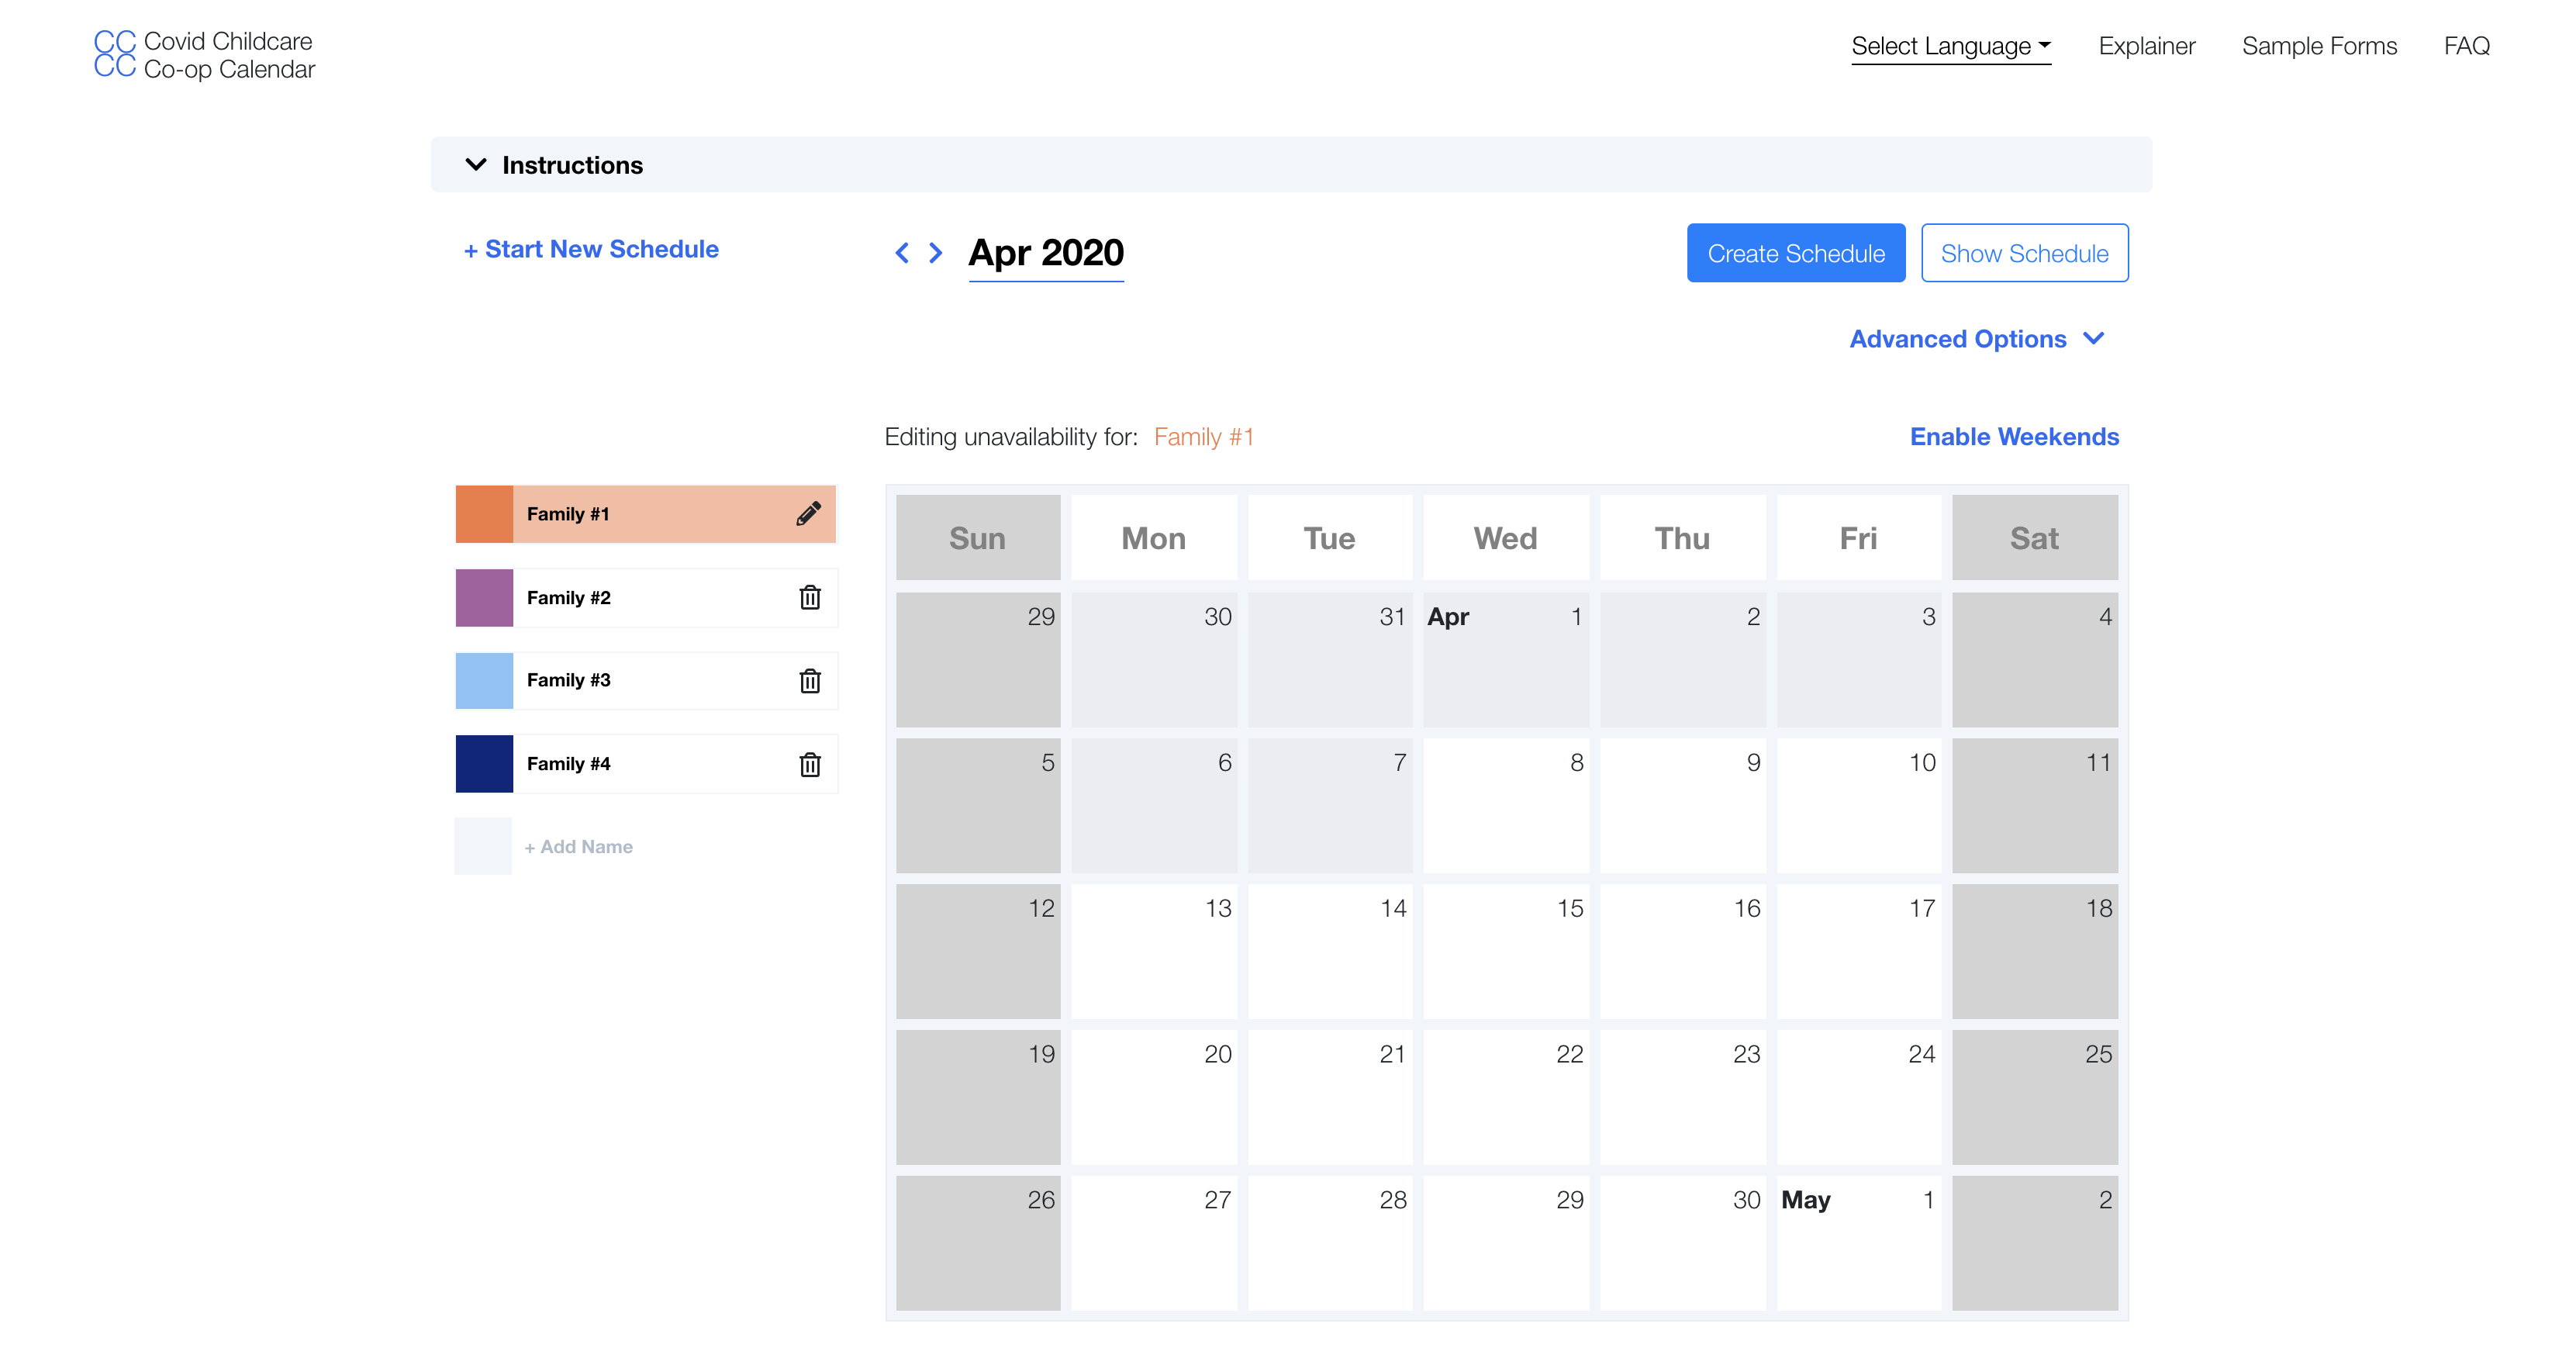 CC Covid Childcare
CC Co-op Calendar
Select Language Explainer Sample Forms FAQ
Instructions
+ Start New Schedule
Apr 2020
Create Schedule Show Schedule
Advanced Options
Editing unavailability for: Family #1 Enable Weekends
Family #1
Family #2
Family #3
Family #4
+ Add Name
Sun Mon Tue Wed Thu Fri Sat
29 30 31 Apr 1 2 3 4
5 6 7 8 9 10 11
12 13 14 15 16 17 18
19 20 21 22 23 24 25
26 27 28 29 30 May 1 2